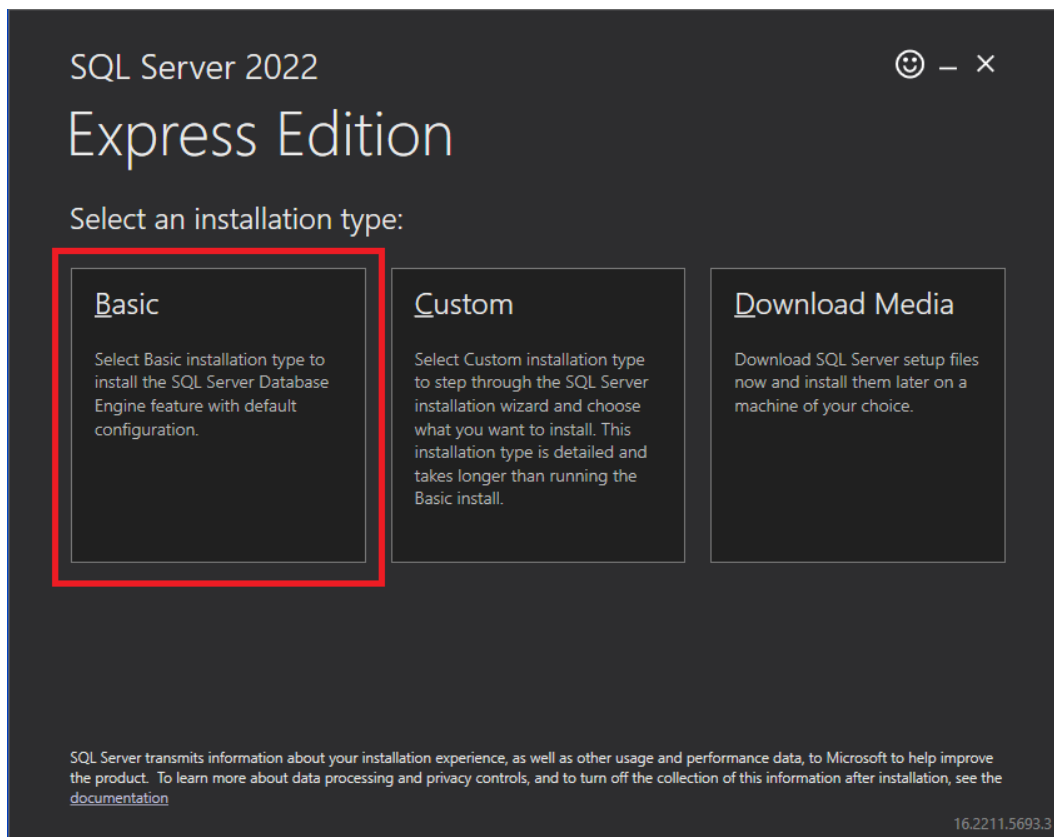 SQL Server 2022
Express Edition
Select an installation type:
Basic
Select Basic installation type to
install the SQL Server Database
Engine feature with default
configuration.
Custom
Select Custom installation type
to step through the SQL Server
installation wizard and choose
what you want to install. This
installation type is detailed and
takes longer than running the
Basic install.
Download Media
Download SQL Server setup files
now and install them later on a
machine of your choice.
SQL Server transmits information about your installation experience, as well as other usage and performance data, to Microsoft to help improve
the product.  To learn more about data processing and privacy controls, and to turn off the collection of this information after installation, see the
documentation
16.2211.5693.3